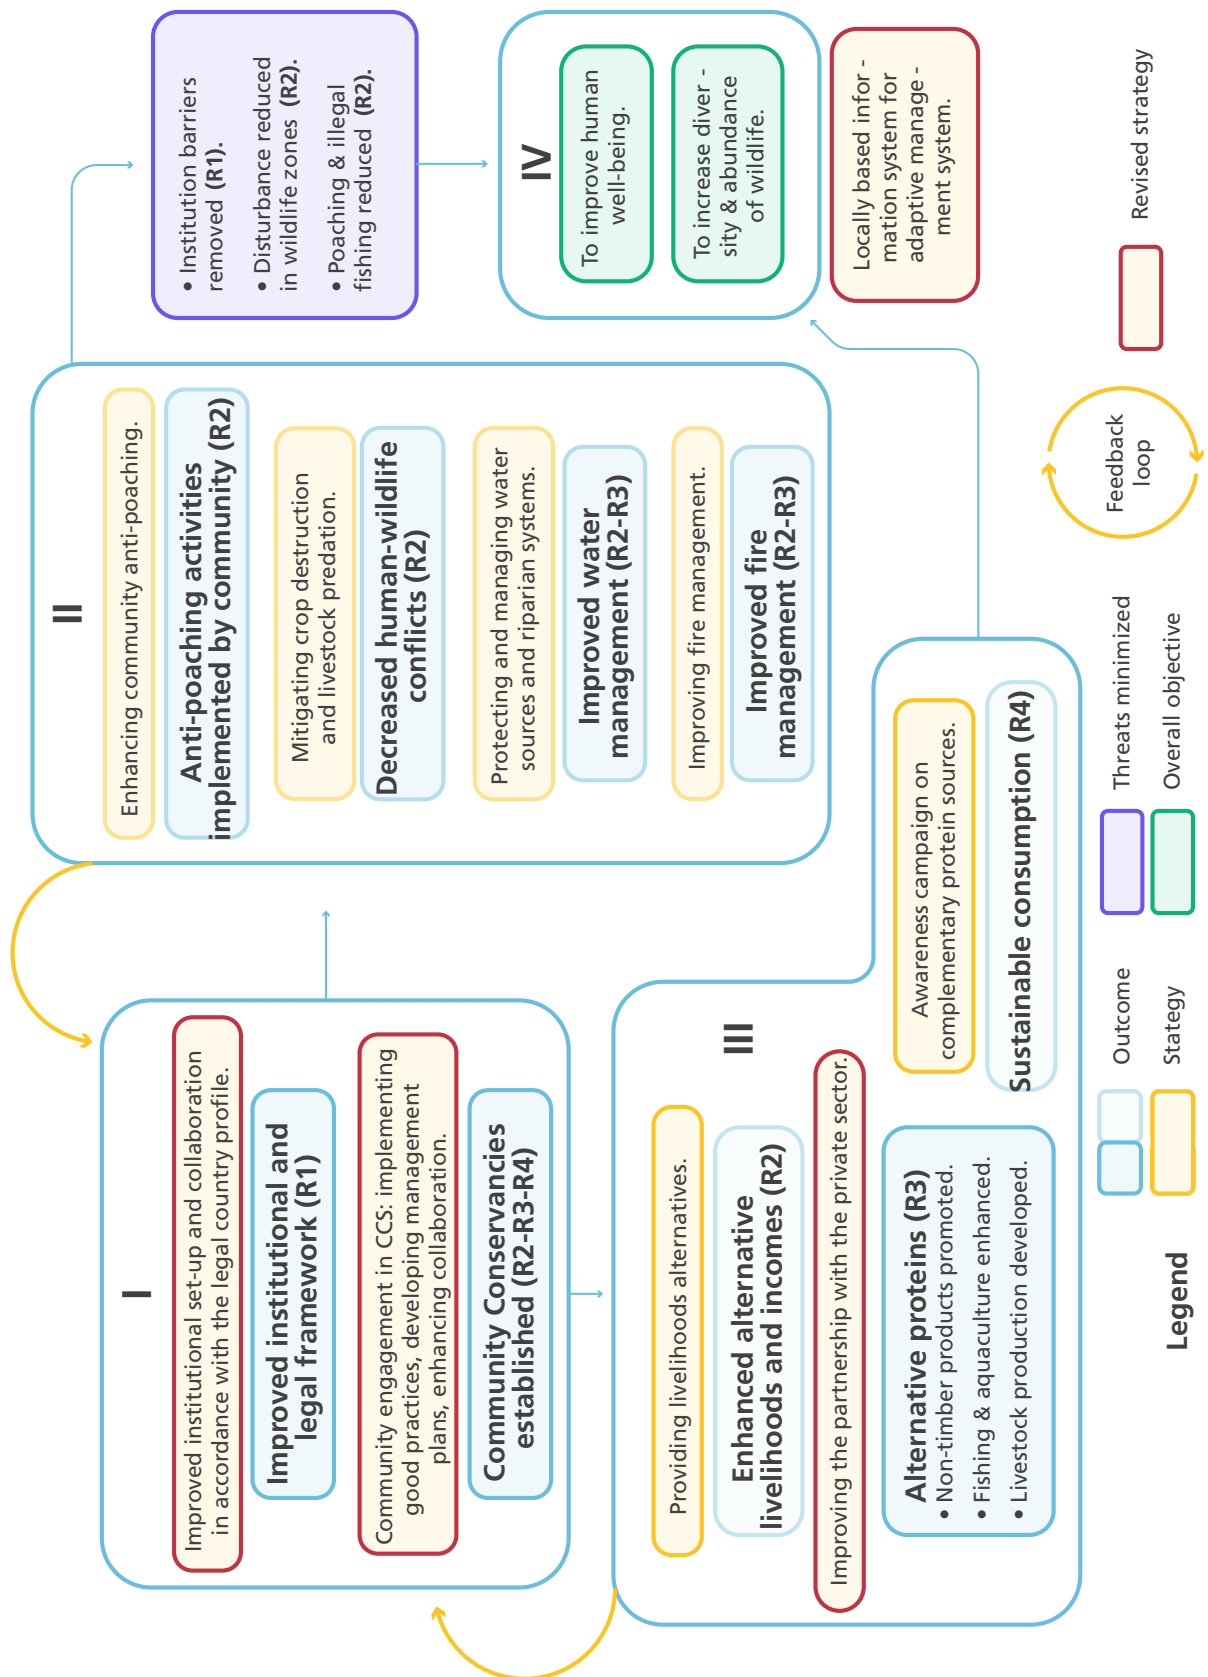 I
Improved institutional set-up and collaboration
in accordance with the legal country profile.
Improved institutional and
legal framework (R1)
Community engagement in CCS: implementing
good practices, developing management
plans, enhancing collaboration.
Community Conservancies
established (R2-R3-R4)
II
Enhancing community anti-poaching.
Anti-poaching activities
implemented by community (R2)
Mitigating crop destruction
and livestock predation.
Decreased human-wildlife
conflicts (R2)
Protecting and managing water
sources and riparian systems.
Improved water
management (R2-R3)
Improving fire management.
Improved fire
management (R2-R3)
• Institution barriers
removed (R1).
• Disturbance reduced
in wildlife zones (R2).
• Poaching & illegal
fishing reduced (R2).
III
Providing livelihoods alternatives.
Enhanced alternative
livelihoods and incomes (R2)
Improving the partnership with the private sector.
Alternative proteins (R3)
• Non-timber products promoted.
• Fishing & aquaculture enhanced.
• Livestock production developed.
Awareness campaign on
complementary protein sources.
Sustainable consumption (R4)
IV
To improve human
well-being.
To increase diver -
sity & abundance
of wildlife.
Locally based infor -
mation system for
adaptive manage -
ment system.
Legend
Outcome
Stategy
Threats minimized
Overall objective
Feedback
loop
Revised strategy